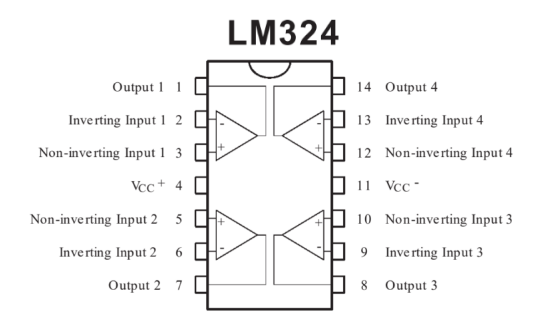 LM324
Output 1 1 14 Output 4
Inverting Input 1 2 - - 13 Inverting Input 4
Non-inverting Input 1 3 + + 12 Non-inverting Input 4
VCC + 4 11 VCC -
Non-inverting Input 2 5 + + 10 Non-inverting Input 3
Inverting Input 2 6 - - 9 Inverting Input 3
Output 2 7 8 Output 3